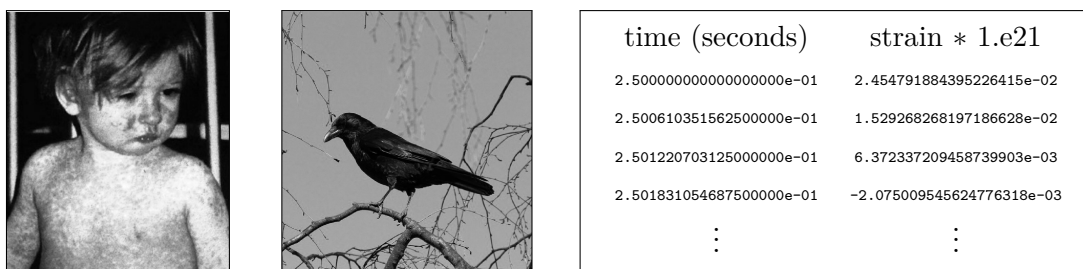 time (seconds) strain * 1.e21
2.500000000000000000e-01 2.454791884395226415e-02
2.500610351562500000e-01 1.529268268197186628e-02
2.501220703125000000e-01 6.372337209458739903e-03
2.501831054687500000e-01 -2.075009545624776318e-03
⋮ ⋮